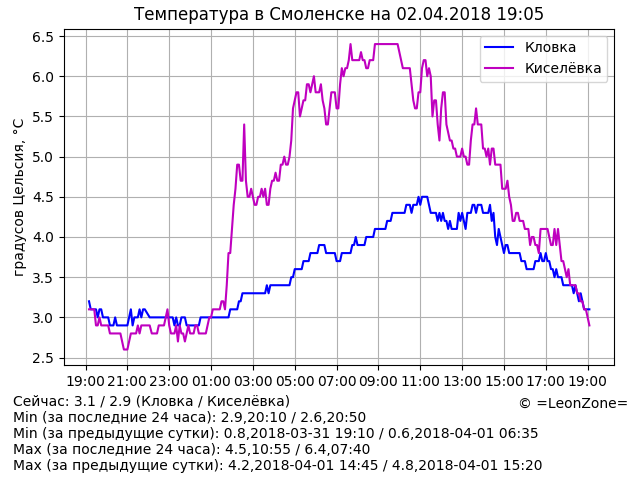 Температура в Смоленске на 02.04.2018 19:05
6.5
6.0
5.5
5.0
4.5
4.0
3.5
3.0
2.5
градусов Цельсия, °C
Кловка
Киселёвка
19:00 21:00 23:00 01:00 03:00 05:00 07:00 09:00 11:00 13:00 15:00 17:00 19:00
Сейчас: 3.1 / 2.9 (Кловка / Киселёвка)
© =LeonZone=
Min (за последние 24 часа): 2.9,20:10 / 2.6,20:50
Min (за предыдущие сутки): 0.8,2018-03-31 19:10 / 0.6,2018-04-01 06:35
Max (за последние 24 часа): 4.5,10:55 / 6.4,07:40
Max (за предыдущие сутки): 4.2,2018-04-01 14:45 / 4.8,2018-04-01 15:20